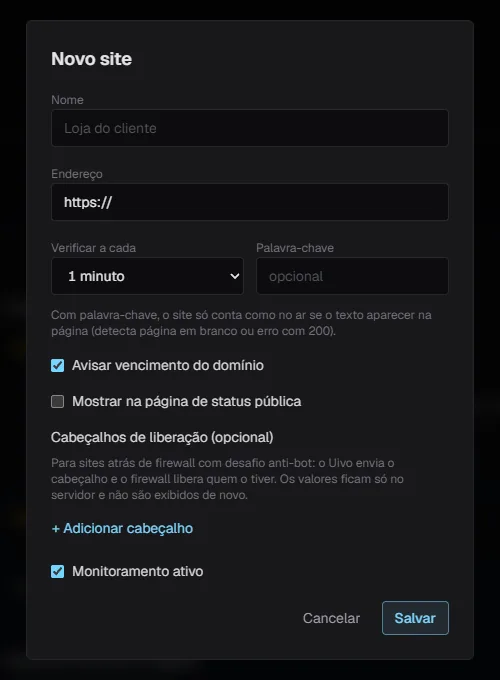 Novo site
Nome
Loja do cliente
Endereço
https://
Verificar a cada
Palavra-chave
1 minuto
opcional
Com palavra-chave, o site só conta como no ar se o texto aparecer na
página (detecta página em branco ou erro com 200).
Avisar vencimento do domínio
Mostrar na página de status pública
Cabeçalhos de liberação (opcional)
Para sites atrás de firewall com desafio anti-bot: o Uivo envia o
cabeçalho e o firewall libera quem o tiver. Os valores ficam só no
servidor e não são exibidos de novo.
+ Adicionar cabeçalho
Monitoramento ativo
Cancelar
Salvar